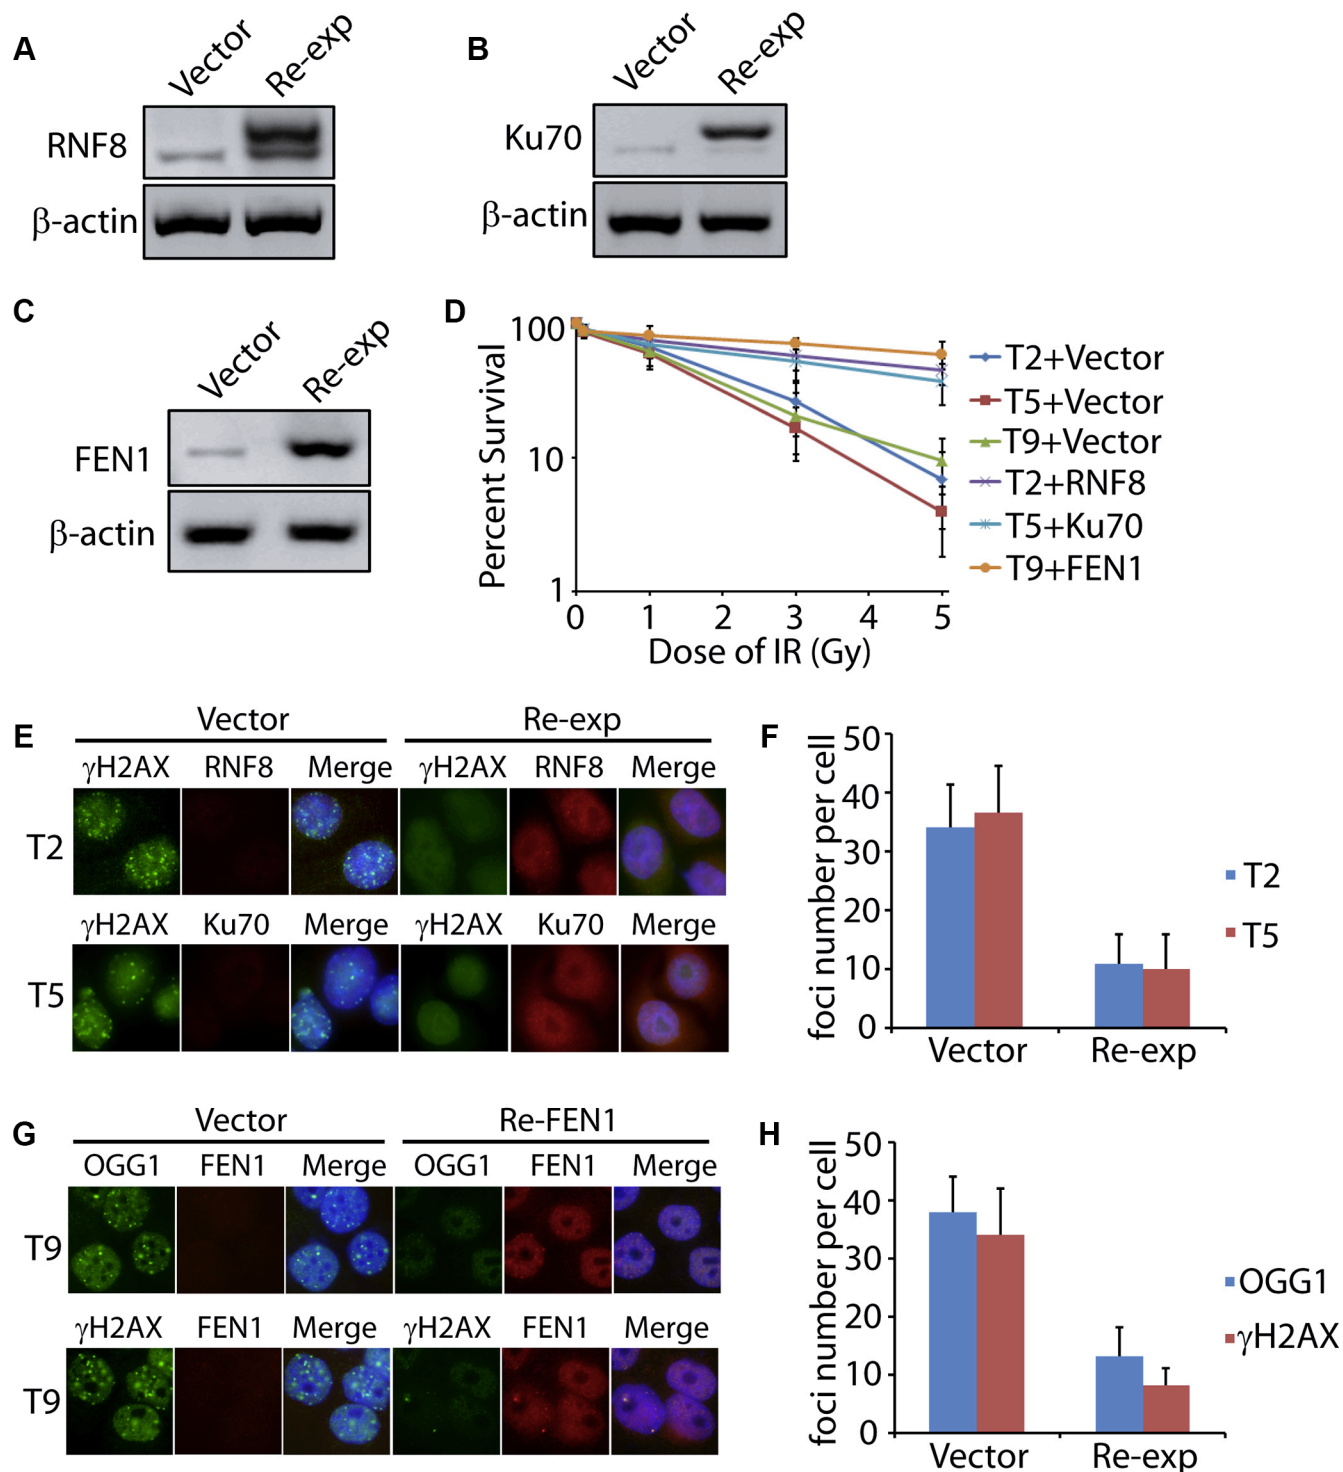 A
Vector
Re-exp
RNF8
β-actin
B
Vector
Re-exp
Ku70
β-actin
C
Vector
Re-exp
FEN1
β-actin
D
Percent Survival
100
10
1
0 1 2 3 4 5
Dose of IR (Gy)
T2+Vector
T5+Vector
T9+Vector
T2+RNF8
T5+Ku70
T9+FEN1
E
Vector Re-exp
γH2AX RNF8 Merge γH2AX RNF8 Merge
T2
γH2AX Ku70 Merge γH2AX Ku70 Merge
T5
F
foci number per cell
50
40
30
20
10
0
Vector Re-exp
T2
T5
G
Vector Re-FEN1
OGG1 FEN1 Merge OGG1 FEN1 Merge
T9
γH2AX FEN1 Merge γH2AX FEN1 Merge
T9
H
foci number per cell
50
40
30
20
10
0
Vector Re-exp
OGG1
γH2AX